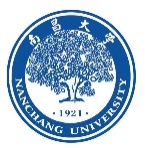 南昌大学
· 1921 ·
NANCHANG UNIVERSITY